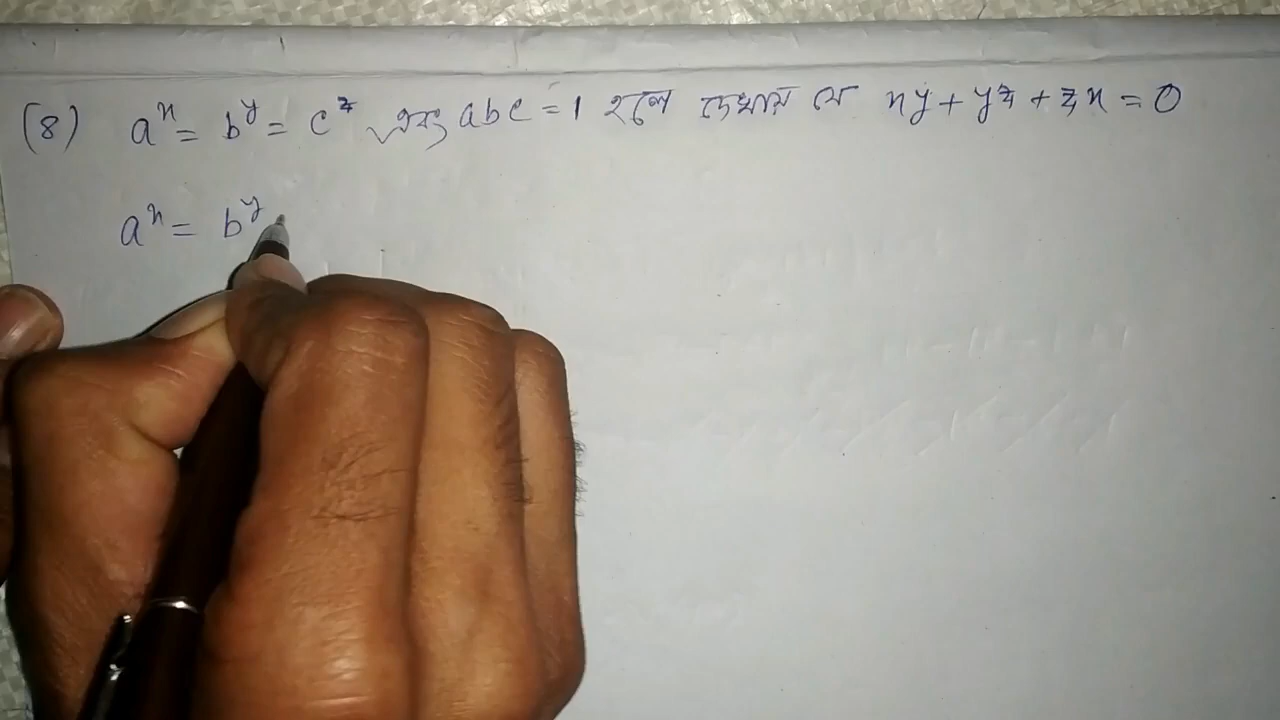 (8) aˣ = bʸ = cᶻ এবং abc = 1 হলে দেখাও যে xy + yz + zx = 0
aˣ = bʸ